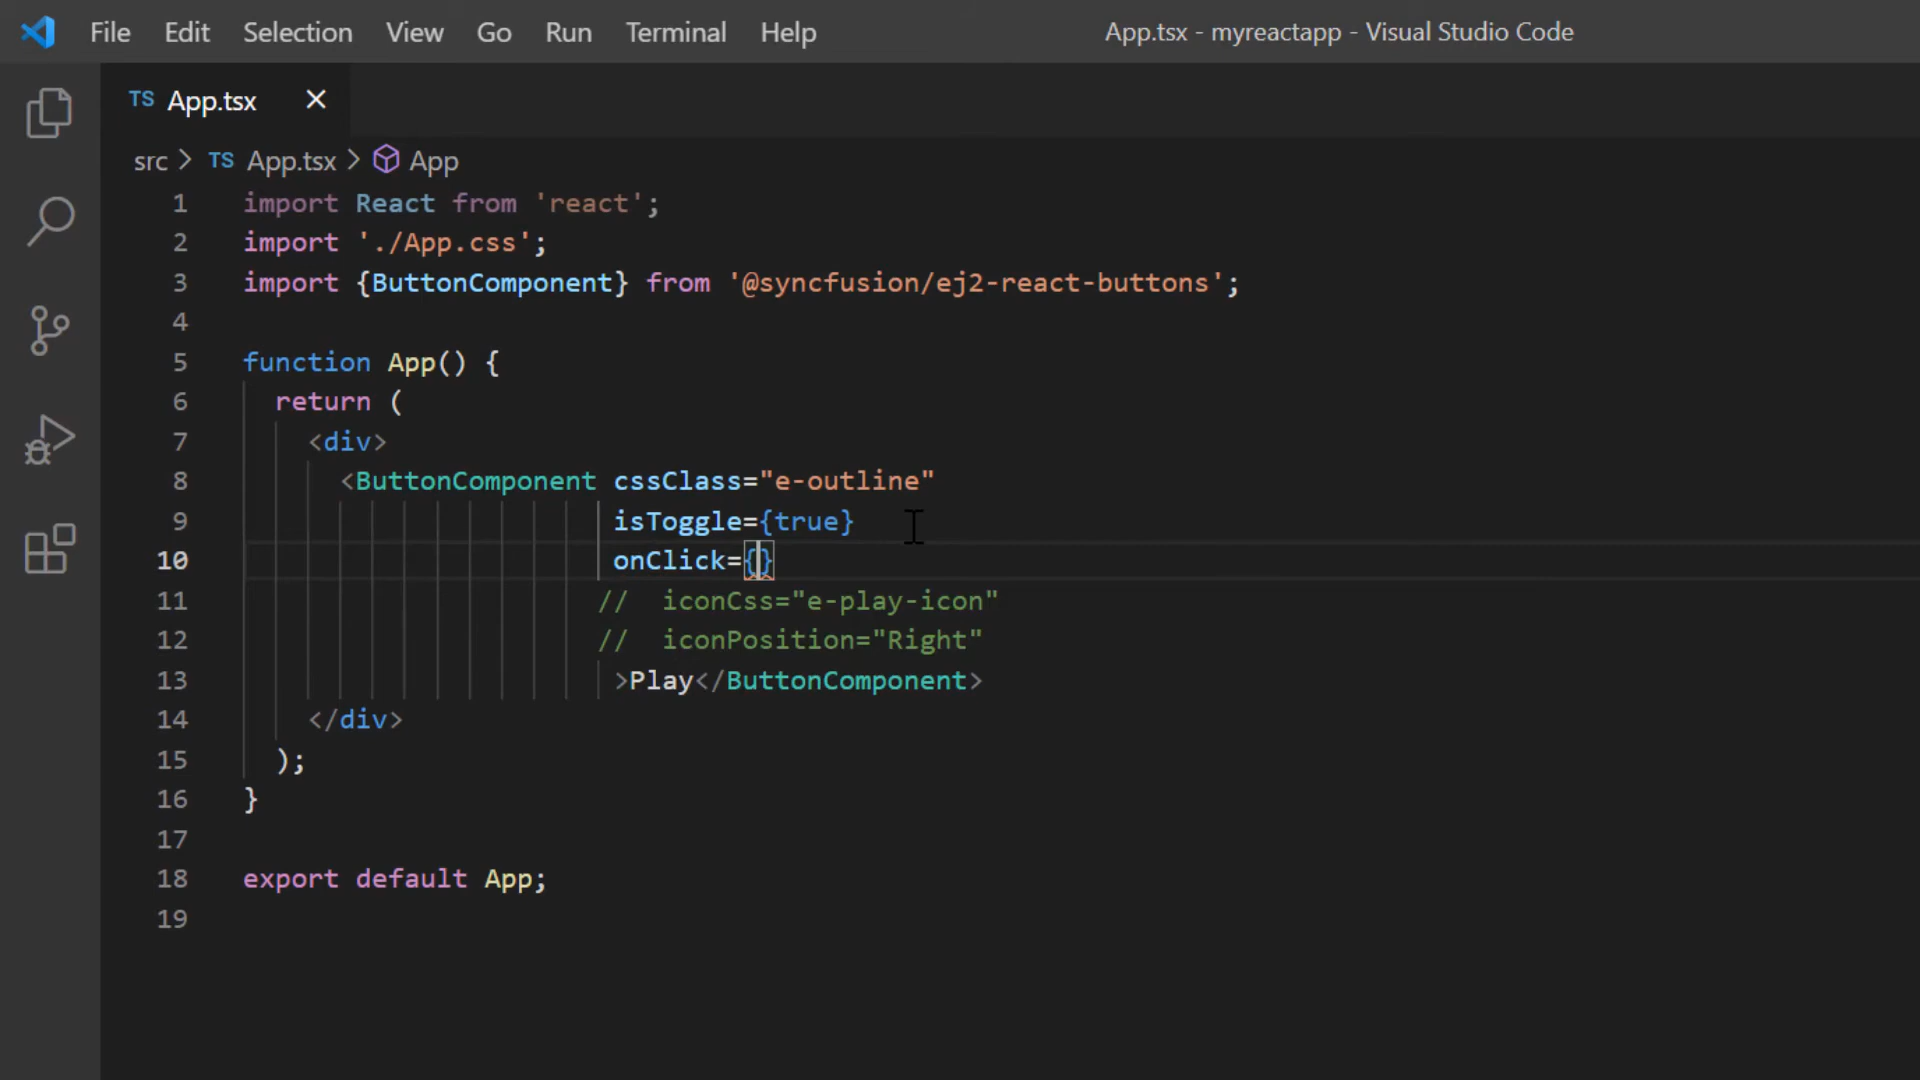 File Edit Selection View Go Run Terminal Help App.tsx - myreactapp - Visual Studio Code
TS App.tsx ×
src > TS App.tsx > App
1 import React from 'react';
2 import './App.css';
3 import {ButtonComponent} from '@syncfusion/ej2-react-buttons';
4
5 function App() {
6 return (
7 <div>
8 <ButtonComponent cssClass="e-outline"
9 isToggle={true}
10 onClick={}
11 // iconCss="e-play-icon"
12 // iconPosition="Right"
13 >Play</ButtonComponent>
14 </div>
15 );
16 }
17
18 export default App;
19